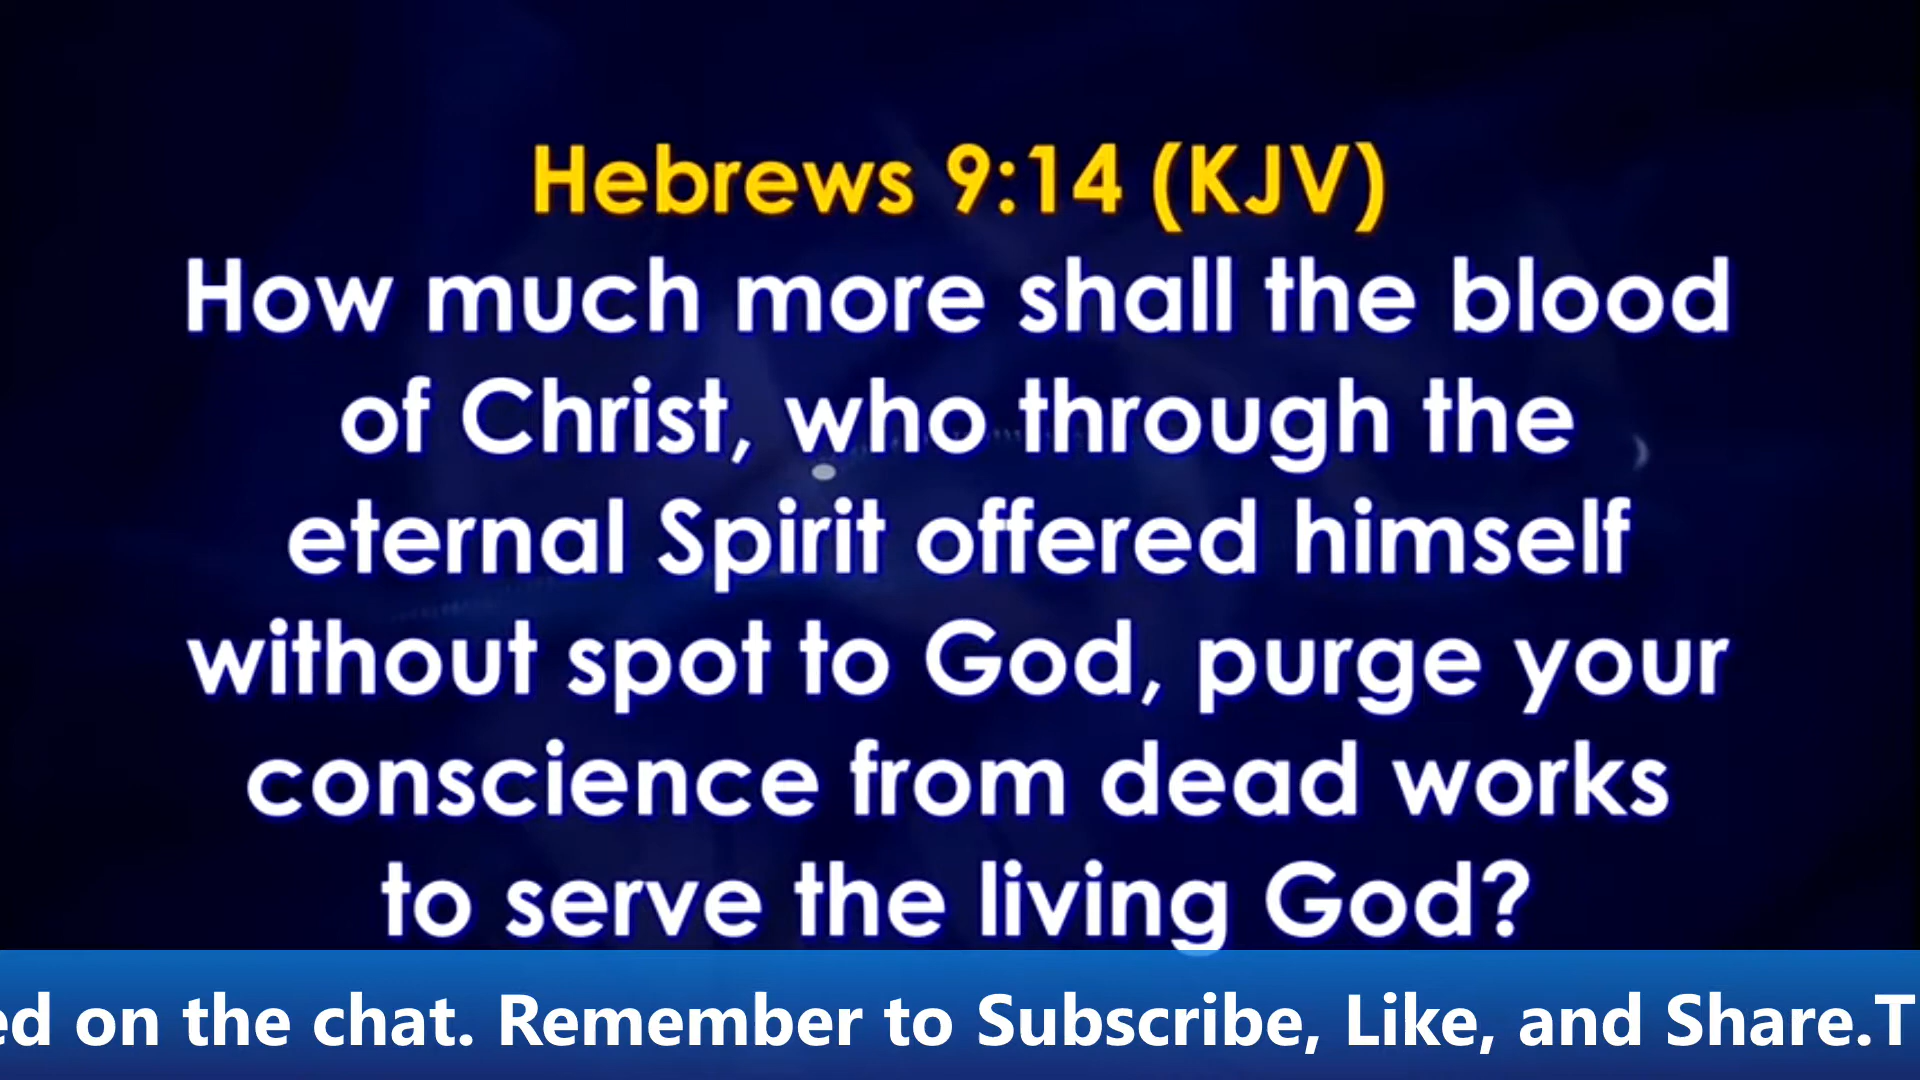 Hebrews 9:14 (KJV)
How much more shall the blood
of Christ, who through the
eternal Spirit offered himself
without spot to God, purge your
conscience from dead works
to serve the living God?
on the chat. Remember to Subscribe, Like, and Share.